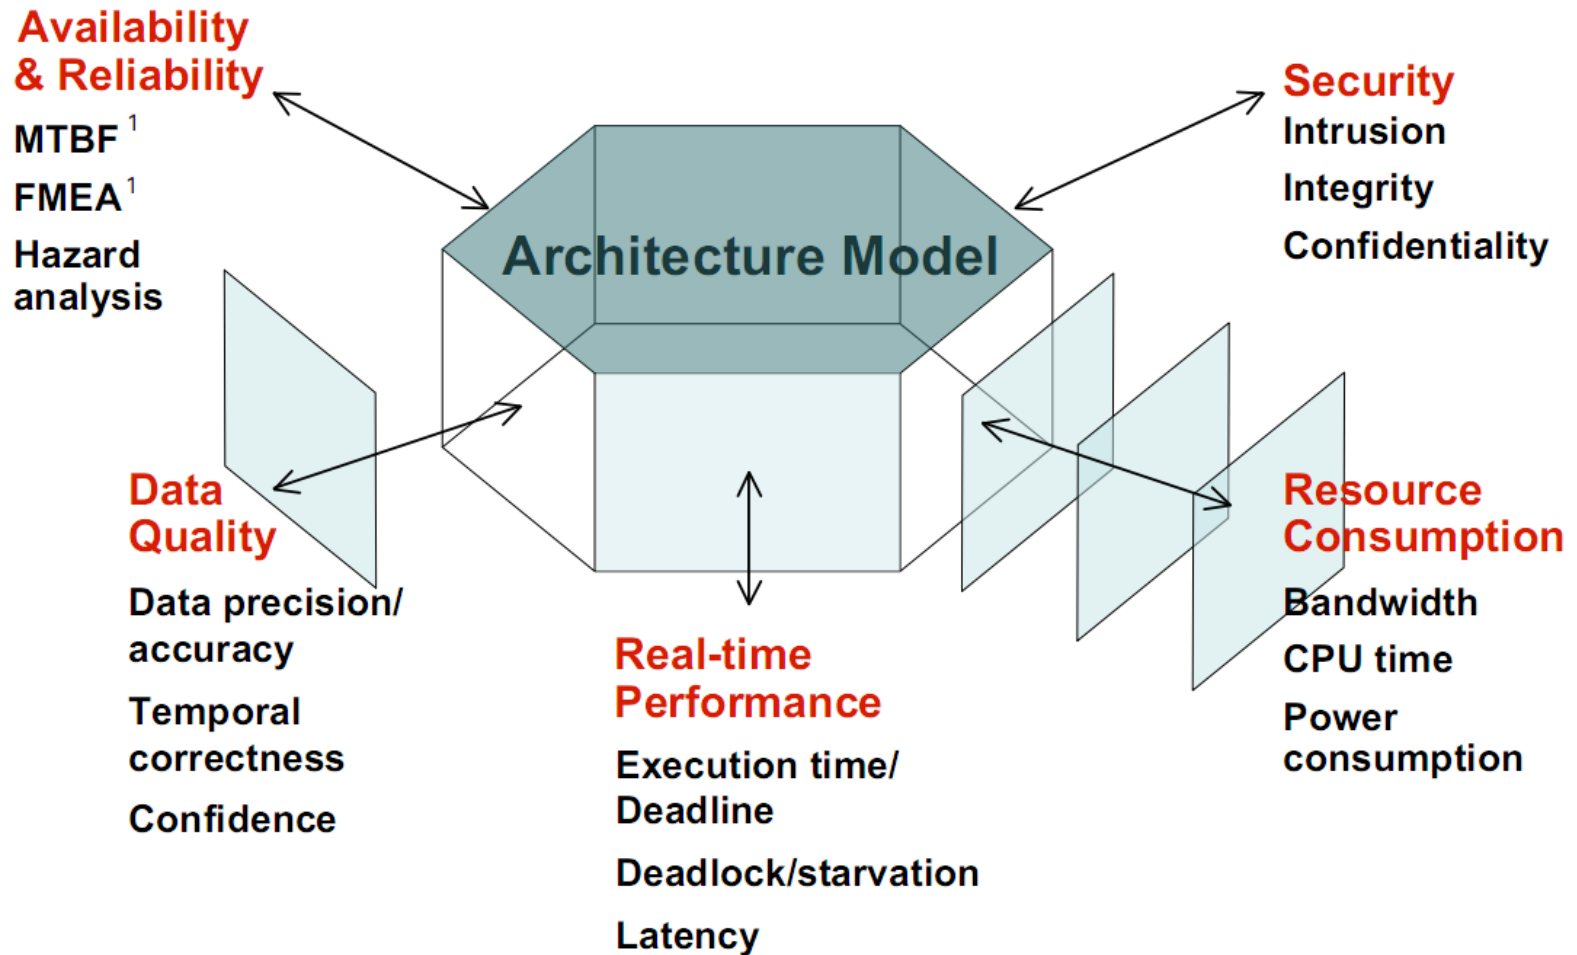 Availability
& Reliability
MTBF 1
FMEA 1
Hazard
analysis
Security
Intrusion
Integrity
Confidentiality
Architecture Model
Data
Quality
Data precision/
accuracy
Temporal
correctness
Confidence
Real-time
Performance
Execution time/
Deadline
Deadlock/starvation
Latency
Resource
Consumption
Bandwidth
CPU time
Power
consumption